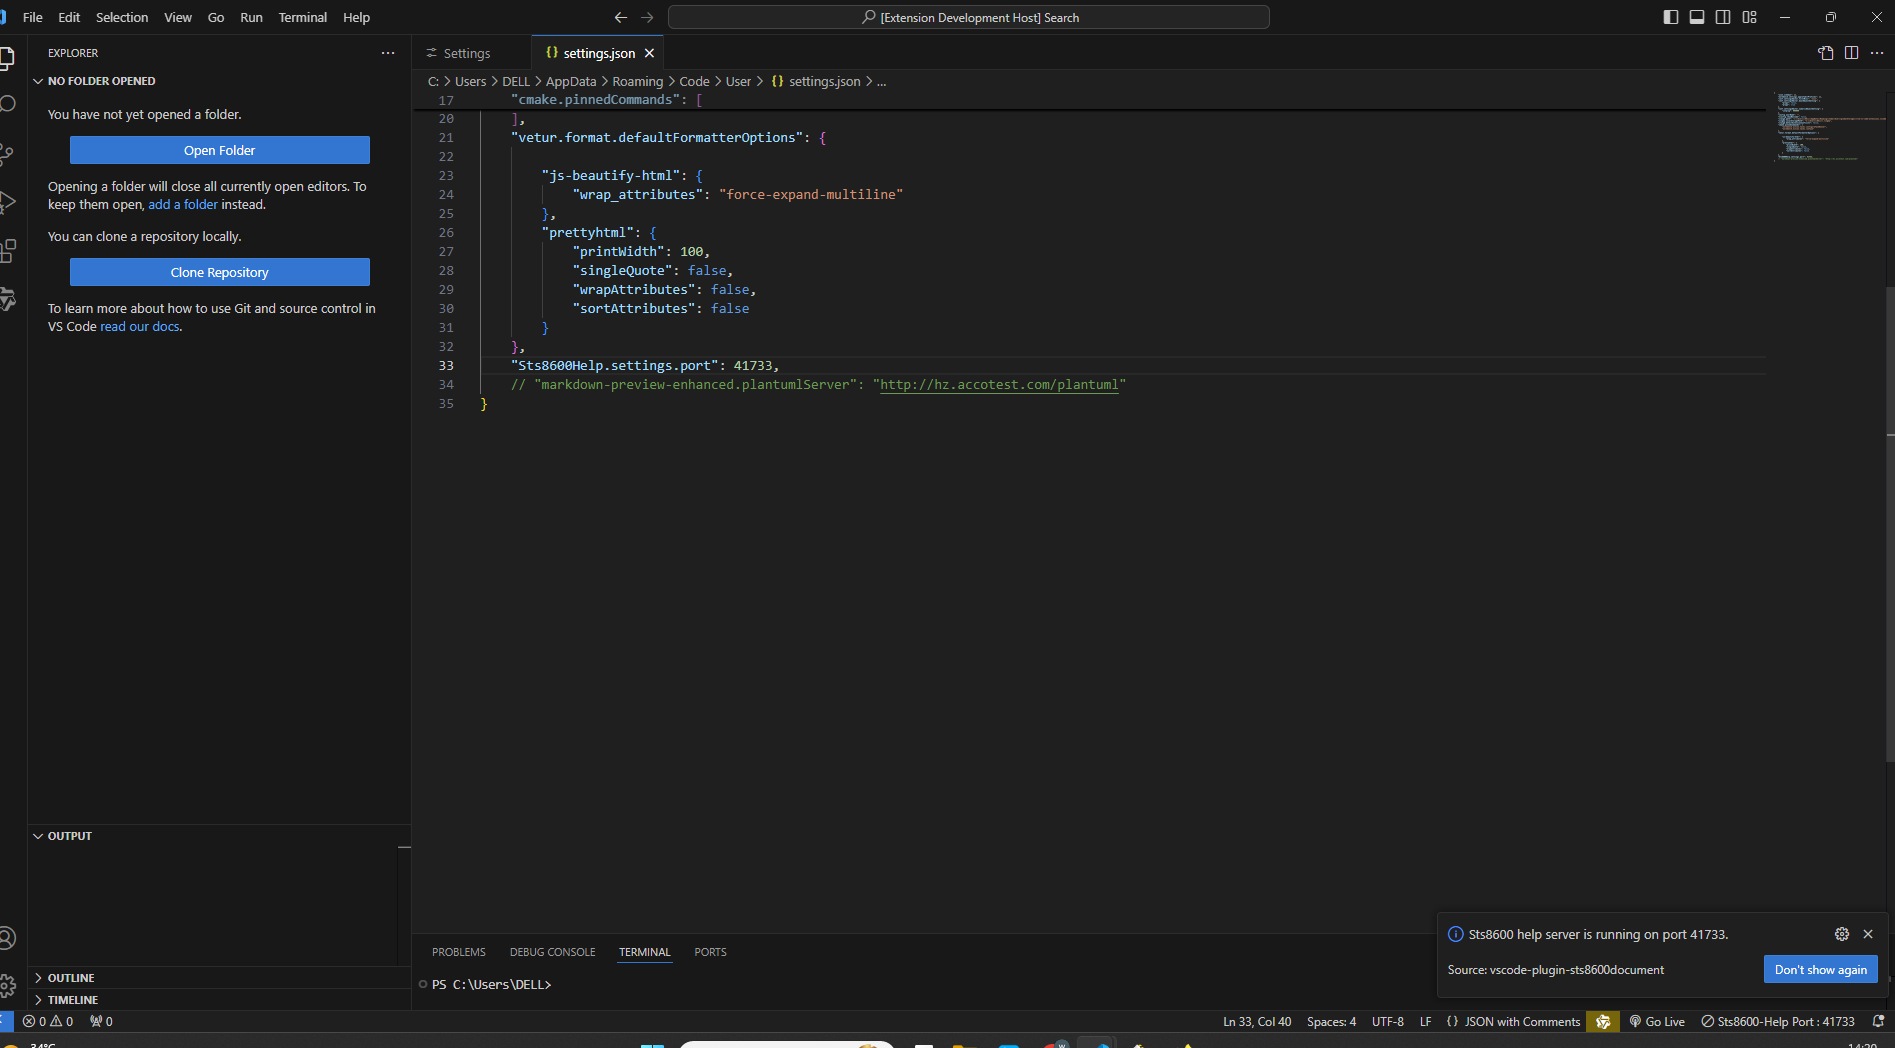 File Edit Selection View Go Run Terminal Help
[Extension Development Host] Search
EXPLORER
NO FOLDER OPENED
You have not yet opened a folder.
Open Folder
Opening a folder will close all currently open editors. To
keep them open, add a folder instead.
You can clone a repository locally.
Clone Repository
To learn more about how to use Git and source control in
VS Code read our docs.
OUTPUT
OUTLINE
TIMELINE
Settings
settings.json
C: > Users > DELL > AppData > Roaming > Code > User > {} settings.json > ...
17 "cmake.pinnedCommands": [
20 ],
21 "vetur.format.defaultFormatterOptions": {
22
23 "js-beautify-html": {
24 "wrap_attributes": "force-expand-multiline"
25 },
26 "prettyhtml": {
27 "printWidth": 100,
28 "singleQuote": false,
29 "wrapAttributes": false,
30 "sortAttributes": false
31 }
32 },
33 "Sts8600Help.settings.port": 41733,
34 // "markdown-preview-enhanced.plantumlServer": "http://hz.accotest.com/plantuml"
35 }
PROBLEMS DEBUG CONSOLE TERMINAL PORTS
PS C:\Users\DELL>
Sts8600 help server is running on port 41733.
Source: vscode-plugin-sts8600document
Don't show again
0 0 0
Ln 33, Col 40 Spaces: 4 UTF-8 LF {} JSON with Comments Go Live Sts8600-Help Port : 41733